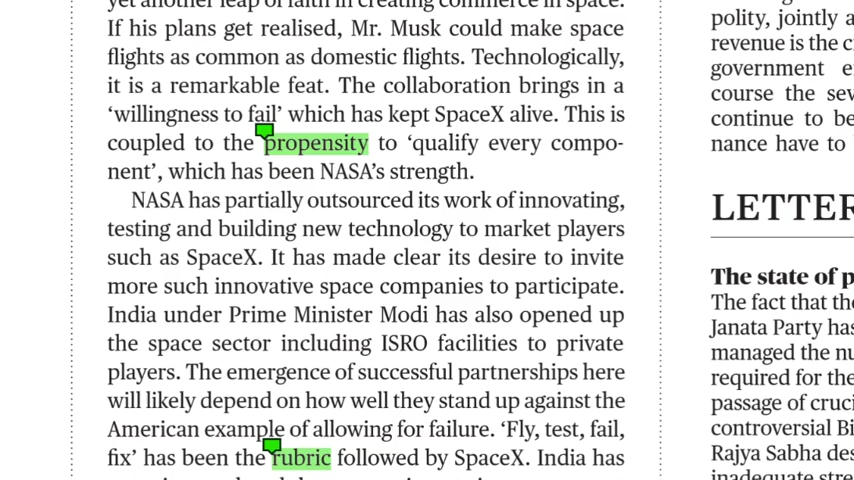 yet another leap of faith in creating commerce in space.
If his plans get realised, Mr. Musk could make space
flights as common as domestic flights. Technologically,
it is a remarkable feat. The collaboration brings in a
‘willingness to fail’ which has kept SpaceX alive. This is
coupled to the propensity to ‘qualify every compo-
nent’, which has been NASA’s strength.
NASA has partially outsourced its work of innovating,
testing and building new technology to market players
such as SpaceX. It has made clear its desire to invite
more such innovative space companies to participate.
India under Prime Minister Modi has also opened up
the space sector including ISRO facilities to private
players. The emergence of successful partnerships here
will likely depend on how well they stand up against the
American example of allowing for failure. ‘Fly, test, fail,
fix’ has been the rubric followed by SpaceX. India has
polity, jointly a
revenue is the c
government e
course the sev
continue to be
nance have to
LETTER
The state of p
The fact that the
Janata Party has
managed the nu
required for the
passage of cruci
controversial Bi
Rajya Sabha des
inadequate stre